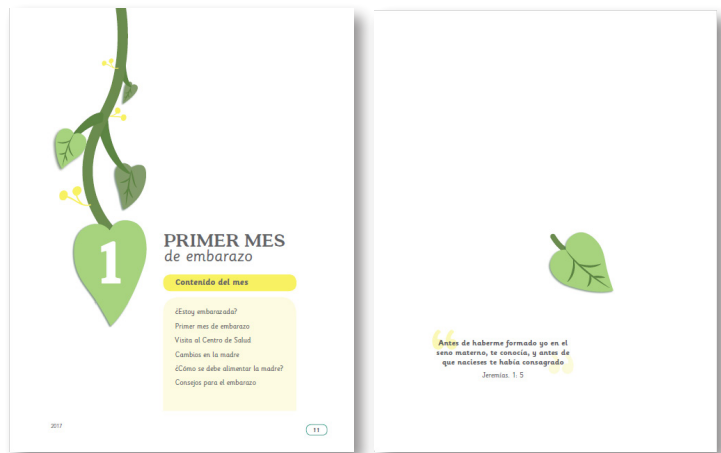 1
PRIMER MES
de embarazo
Contenido del mes
¿Estoy embarazada?
Primer mes de embarazo
Visita al Centro de Salud
Cambios en la madre
¿Cómo se debe alimentar la madre?
Consejos para el embarazo
2017
11
“Antes de haberme formado yo en el
seno materno, te conocía, y antes de
que nacieses te había consagrado”
Jeremías. 1: 5